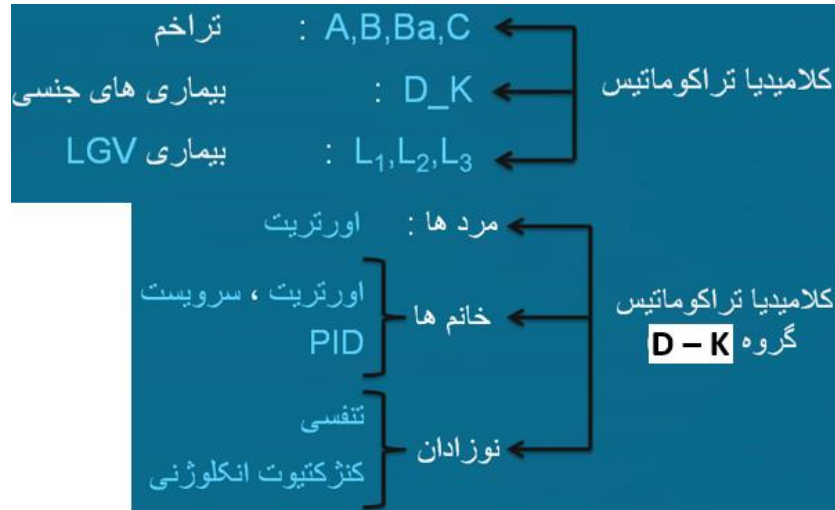 کلامیدیا تراکوماتیس
A,B,Ba,C : تراخم
D_K : بیماری های جنسی
L1,L2,L3 : بیماری LGV
کلامیدیا تراکوماتیس
گروه D – K
مرد ها : اورتریت
خانم ها
اورتریت ، سرویست
PID
نوزادان
تنفسی
کنژکتیوت انکلوژنی